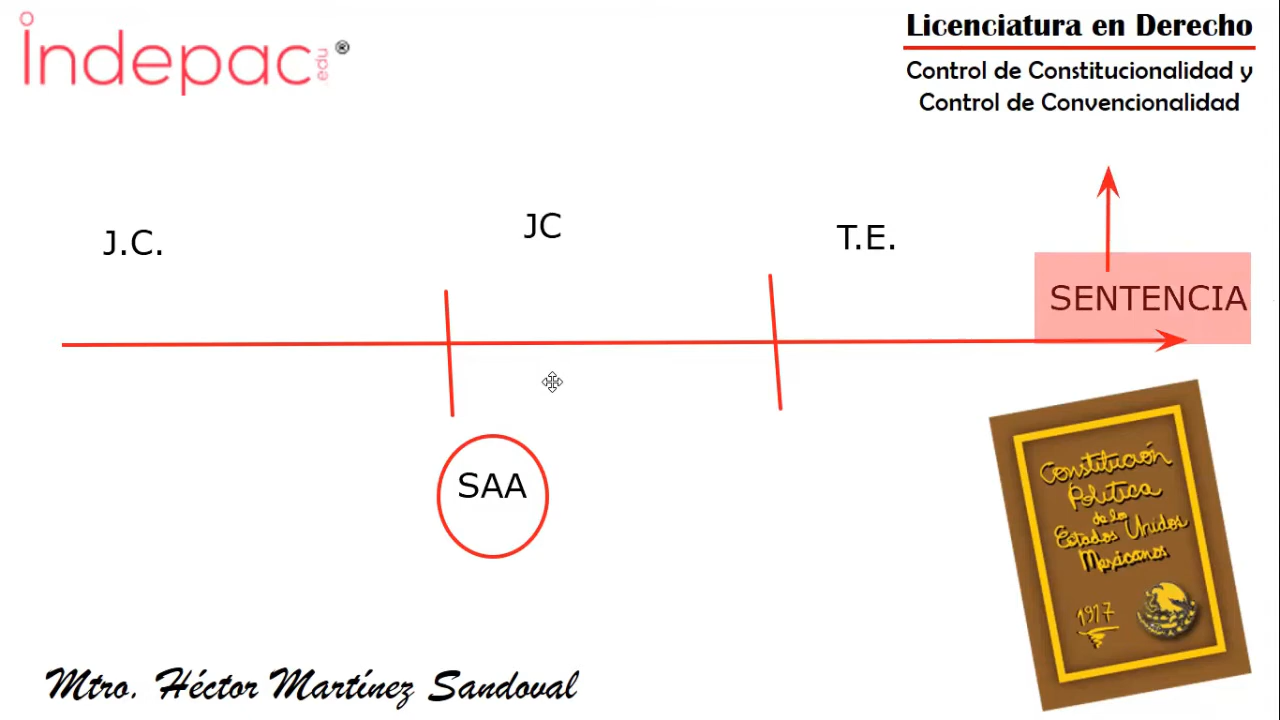 indepac.edu ®
Licenciatura en Derecho
Control de Constitucionalidad y
Control de Convencionalidad
J.C.
JC
T.E.
SENTENCIA
SAA
Constitución
Política
de los
Estados Unidos
Mexicanos
1917
Mtro. Héctor Martínez Sandoval